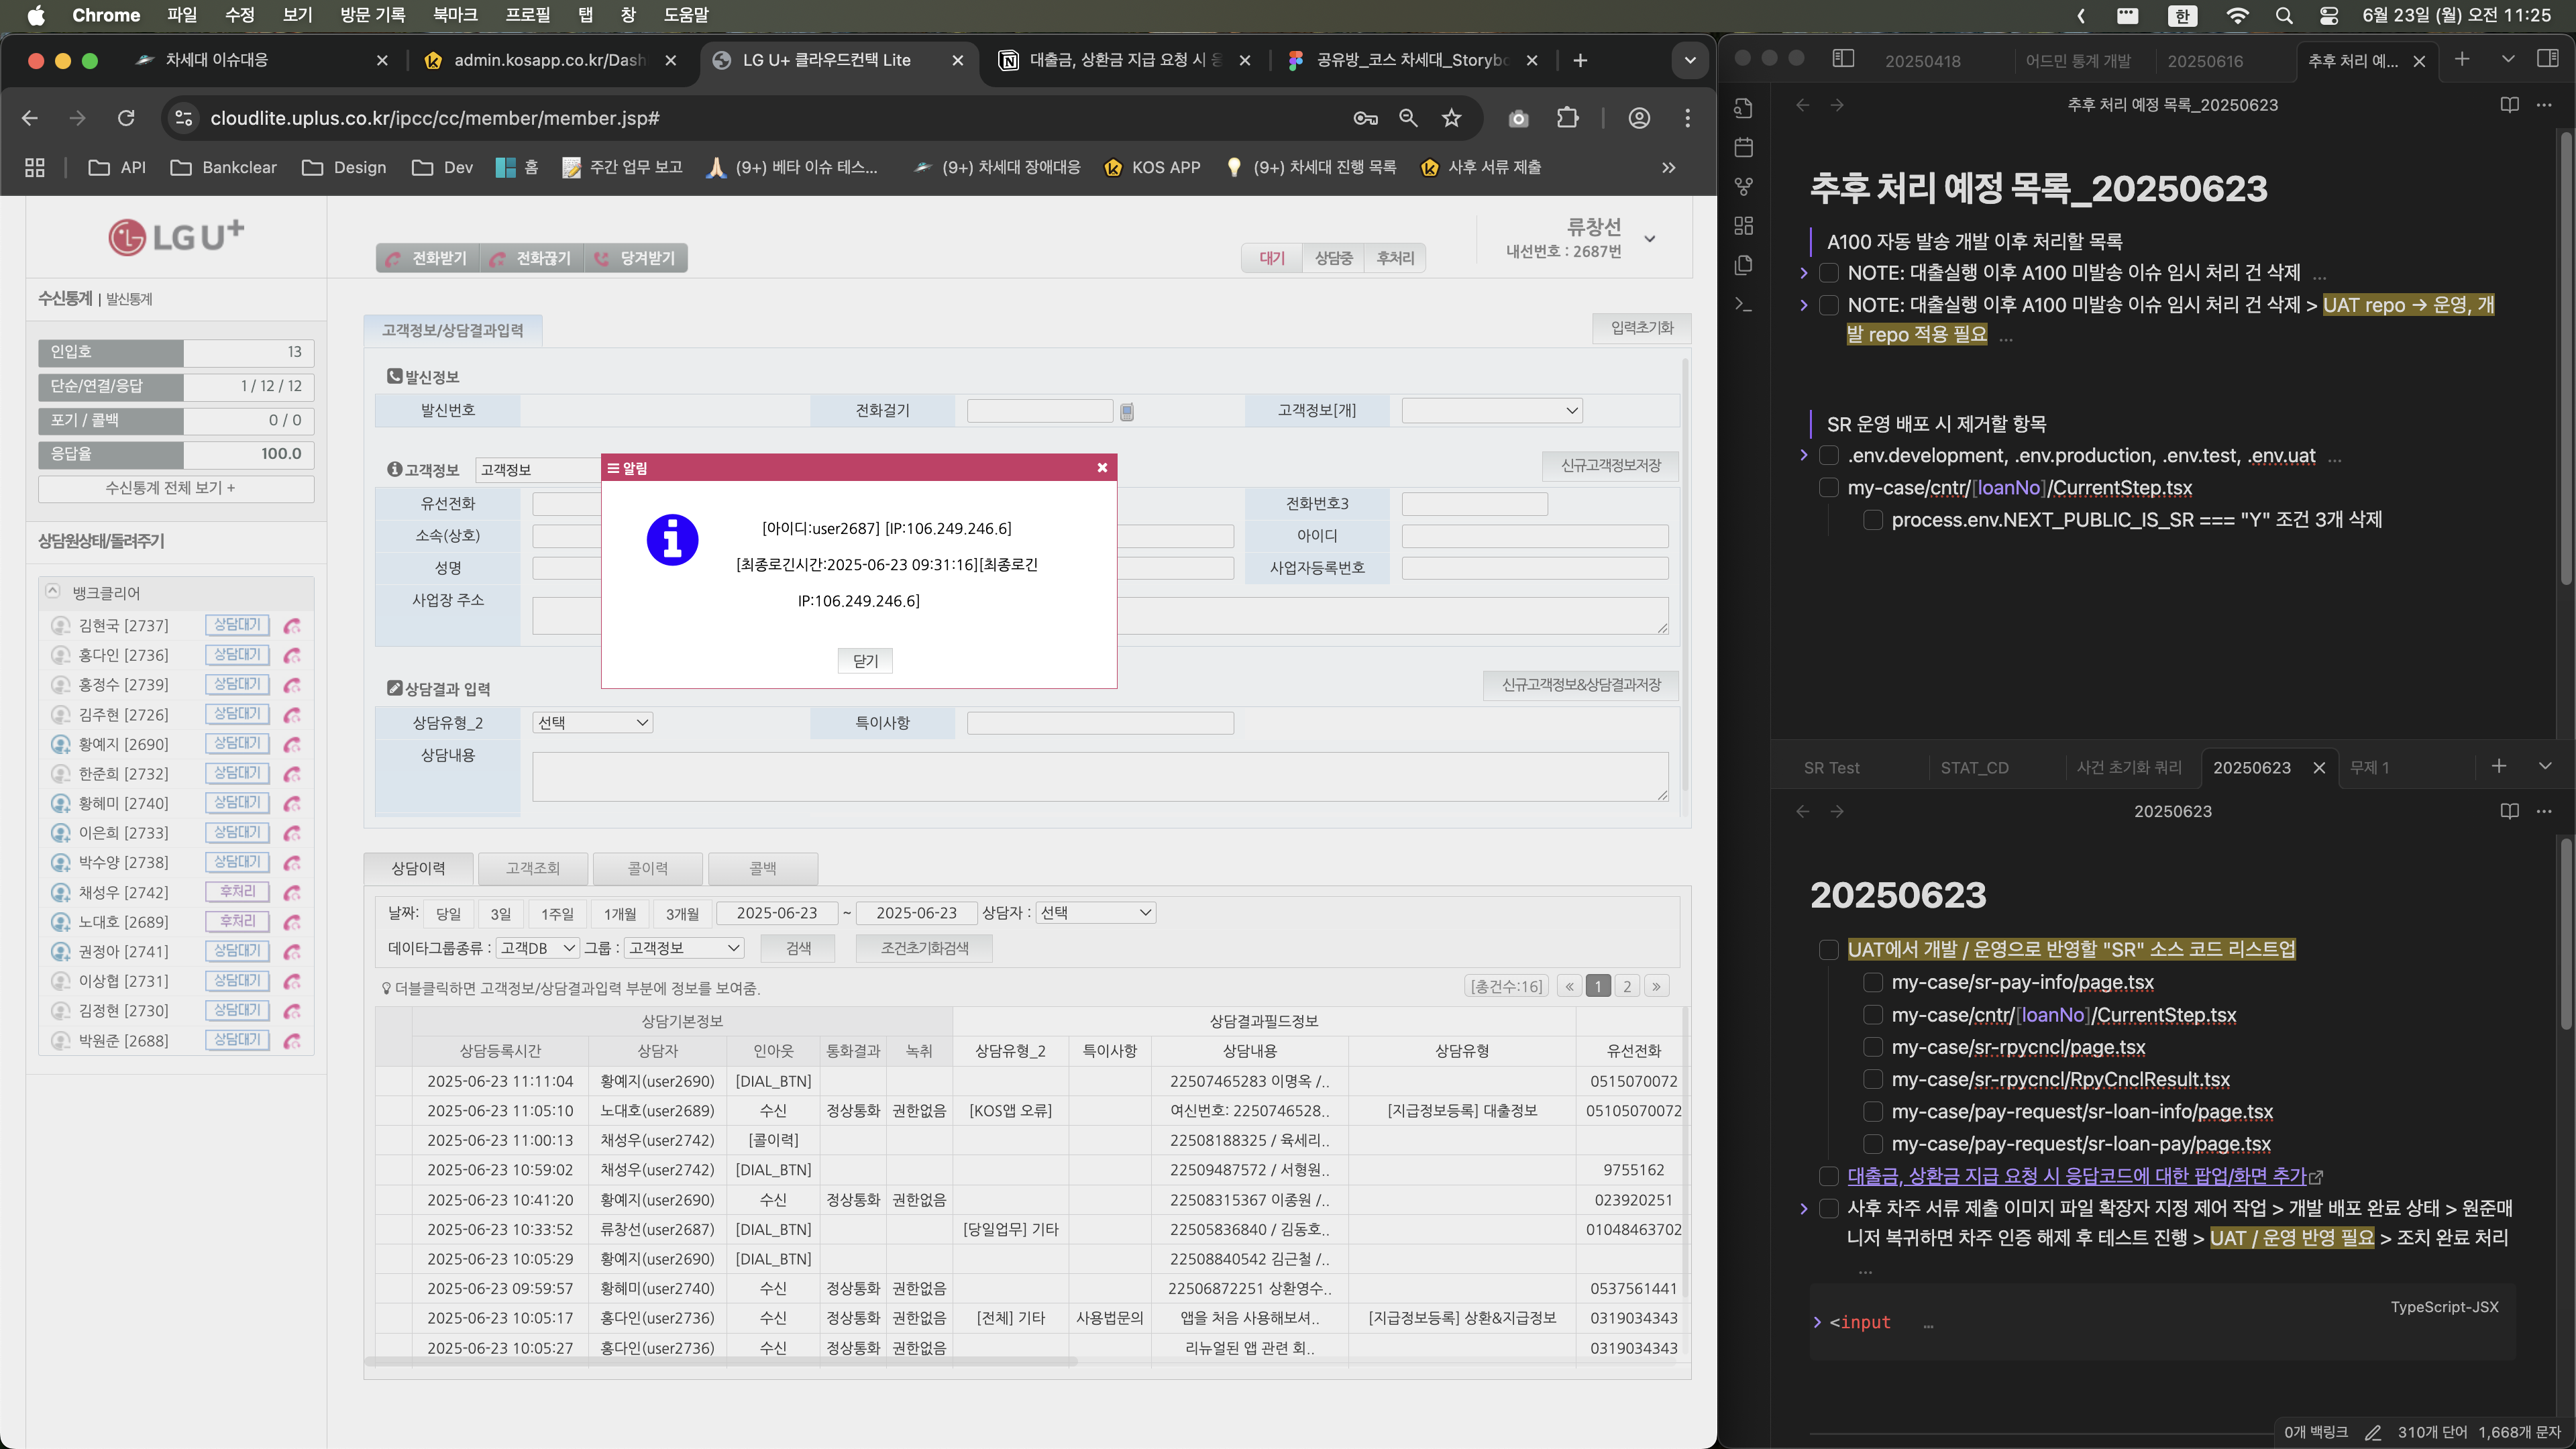 Chrome 파일 수정 보기 방문 기록 북마크 프로필 탭 창 도움말
한 6월 23일 (월) 오전 11:25
차세대 이슈대응
admin.kosapp.co.kr/Dash
LG U+ 클라우드컨택 Lite
대출금, 상환금 지급 요청 시 응
공유방_코스 차세대_Storybo
cloudlite.uplus.co.kr/ipcc/cc/member/member.jsp#
API Bankclear Design Dev 홈 주간 업무 보고 (9+) 베타 이슈 테스... (9+) 차세대 장애대응 KOS APP (9+) 차세대 진행 목록 사후 서류 제출
LG U+
전화받기 전화끊기 당겨받기
대기 상담중 후처리
류창선
내선번호 : 2687번
수신통계 | 발신통계
인입호 13
단순/연결/응답 1 / 12 / 12
포기 / 콜백 0 / 0
응답율 100.0
수신통계 전체 보기 +
상담원상태/돌려주기
뱅크클리어
김현국 [2737] 상담대기
홍다인 [2736] 상담대기
홍정수 [2739] 상담대기
김주현 [2726] 상담대기
황예지 [2690] 상담대기
한준희 [2732] 상담대기
황혜미 [2740] 상담대기
이은희 [2733] 상담대기
박수양 [2738] 상담대기
채성우 [2742] 후처리
노대호 [2689] 후처리
권정아 [2741] 상담대기
이상협 [2731] 상담대기
김정현 [2730] 상담대기
박원준 [2688] 상담대기
고객정보/상담결과입력 입력초기화
발신정보
발신번호 전화걸기 고객정보[개]
고객정보 고객정보 신규고객정보저장
유선전화 전화번호3
소속(상호) 아이디
성명 사업자등록번호
사업장 주소
알림
[아이디:user2687] [IP:106.249.246.6]
[최종로긴시간:2025-06-23 09:31:16][최종로긴
IP:106.249.246.6]
닫기
상담결과 입력 신규고객정보&상담결과저장
상담유형_2 선택 특이사항
상담내용
상담이력 고객조회 콜이력 콜백
날짜: 당일 3일 1주일 1개월 3개월 2025-06-23 ~ 2025-06-23 상담자 : 선택
데이타그룹종류 : 고객DB 그룹 : 고객정보 검색 조건초기화검색
더블클릭하면 고객정보/상담결과입력 부분에 정보를 보여줌. [총건수:16] « 1 2 »
상담기본정보 상담결과필드정보
상담등록시간 상담자 인아웃 통화결과 녹취 상담유형_2 특이사항 상담내용 상담유형 유선전화
2025-06-23 11:11:04 황예지(user2690) [DIAL_BTN] 22507465283 이명옥 /.. 0515070072
2025-06-23 11:05:10 노대호(user2689) 수신 정상통화 권한없음 [KOS앱 오류] 여신번호: 2250746528.. [지급정보등록] 대출정보 05105070072
2025-06-23 11:00:13 채성우(user2742) [콜이력] 22508188325 / 육세리..
2025-06-23 10:59:02 채성우(user2742) [DIAL_BTN] 22509487572 / 서형원.. 9755162
2025-06-23 10:41:20 황예지(user2690) 수신 정상통화 권한없음 22508315367 이종원 /.. 023920251
2025-06-23 10:33:52 류창선(user2687) [DIAL_BTN] [당일업무] 기타 22505836840 / 김동호.. 01048463702
2025-06-23 10:05:29 황예지(user2690) [DIAL_BTN] 22508840542 김근철 /..
2025-06-23 09:59:57 황혜미(user2740) 수신 정상통화 권한없음 22506872251 상환영수.. 0537561441
2025-06-23 10:05:17 홍다인(user2736) 수신 정상통화 권한없음 [전체] 기타 사용법문의 앱을 처음 사용해보셔.. [지급정보등록] 상환&지급정보 0319034343
2025-06-23 10:05:27 홍다인(user2736) 수신 정상통화 권한없음 리뉴얼된 앱 관련 회.. 0319034343
20250418 어드민 통계 개발 20250616 추후 처리 예...
추후 처리 예정 목록_20250623
추후 처리 예정 목록_20250623
A100 자동 발송 개발 이후 처리할 목록
NOTE: 대출실행 이후 A100 미발송 이슈 임시 처리 건 삭제 ...
NOTE: 대출실행 이후 A100 미발송 이슈 임시 처리 건 삭제 > UAT repo → 운영, 개
발 repo 적용 필요 ...
SR 운영 배포 시 제거할 항목
.env.development, .env.production, .env.test, .env.uat ...
my-case/cntr/[loanNo]/CurrentStep.tsx
process.env.NEXT_PUBLIC_IS_SR === "Y" 조건 3개 삭제
SR Test STAT_CD 사건 초기화 쿼리 20250623 무제 1
20250623
20250623
UAT에서 개발 / 운영으로 반영할 "SR" 소스 코드 리스트업
my-case/sr-pay-info/page.tsx
my-case/cntr/[loanNo]/CurrentStep.tsx
my-case/sr-rpycncl/page.tsx
my-case/sr-rpycncl/RpyCnclResult.tsx
my-case/pay-request/sr-loan-info/page.tsx
my-case/pay-request/sr-loan-pay/page.tsx
대출금, 상환금 지급 요청 시 응답코드에 대한 팝업/화면 추가
사후 차주 서류 제출 이미지 파일 확장자 지정 제어 작업 > 개발 배포 완료 상태 > 원준매
니저 복귀하면 차주 인증 해제 후 테스트 진행 > UAT / 운영 반영 필요 > 조치 완료 처리
...
TypeScript-JSX
<input ...
0개 백링크 310개 단어 1,668개 문자